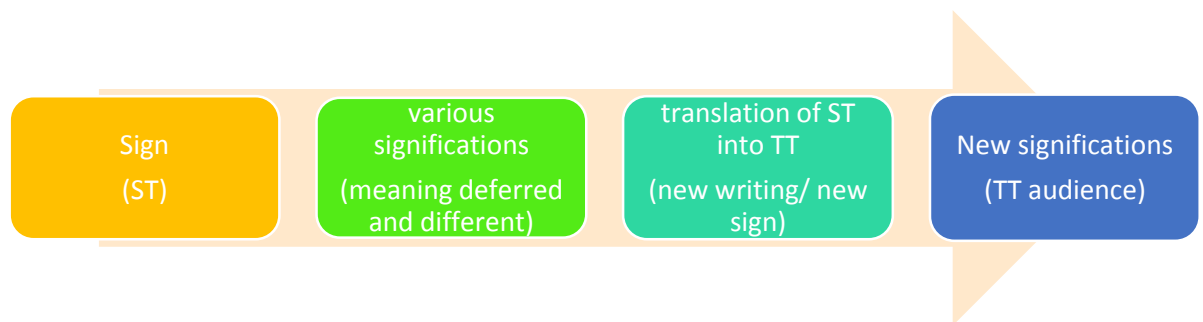 Sign
(ST)
various
significations
(meaning deferred
and different)
translation of ST
into TT
(new writing/ new
sign)
New significations
(TT audience)